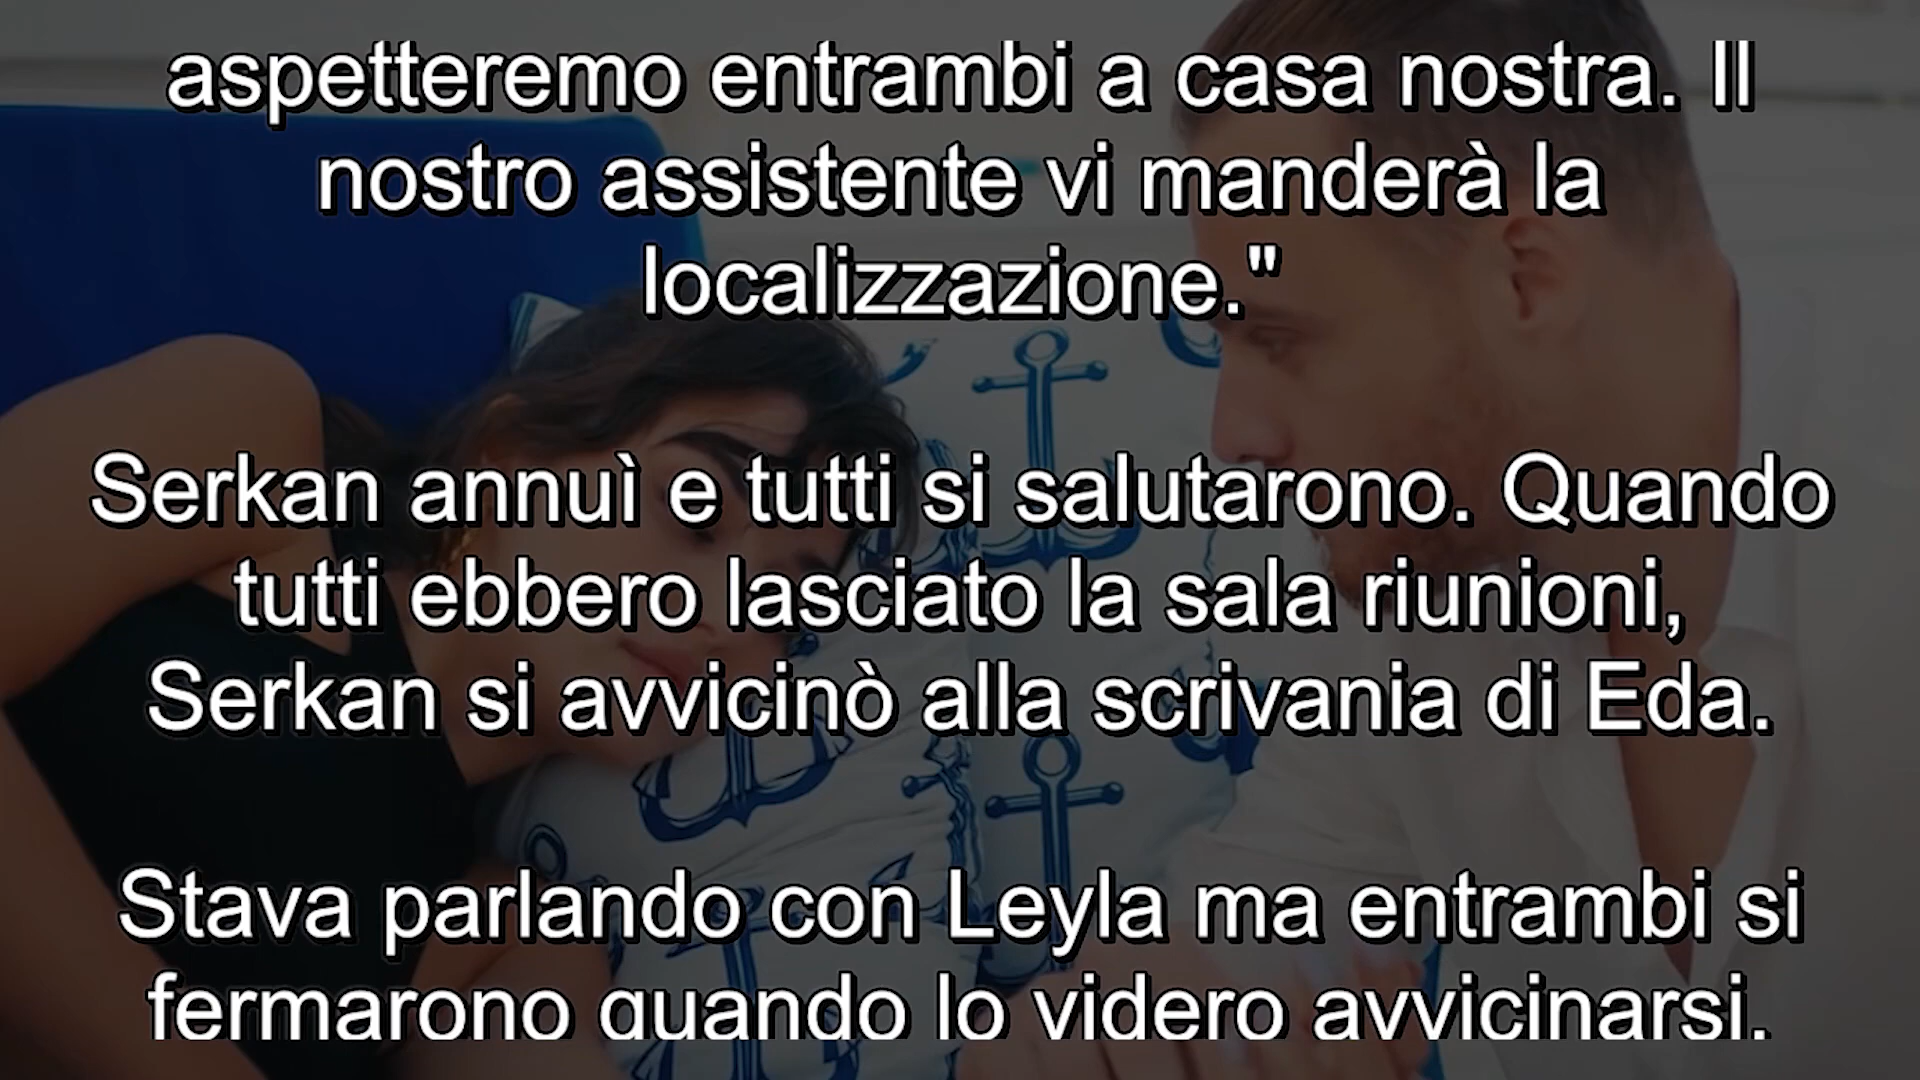 aspetteremo entrambi a casa nostra. Il
nostro assistente vi manderà la
localizzazione."
Serkan annuì e tutti si salutarono. Quando
tutti ebbero lasciato la sala riunioni,
Serkan si avvicinò alla scrivania di Eda.
Stava parlando con Leyla ma entrambi si
fermarono quando lo videro avvicinarsi.